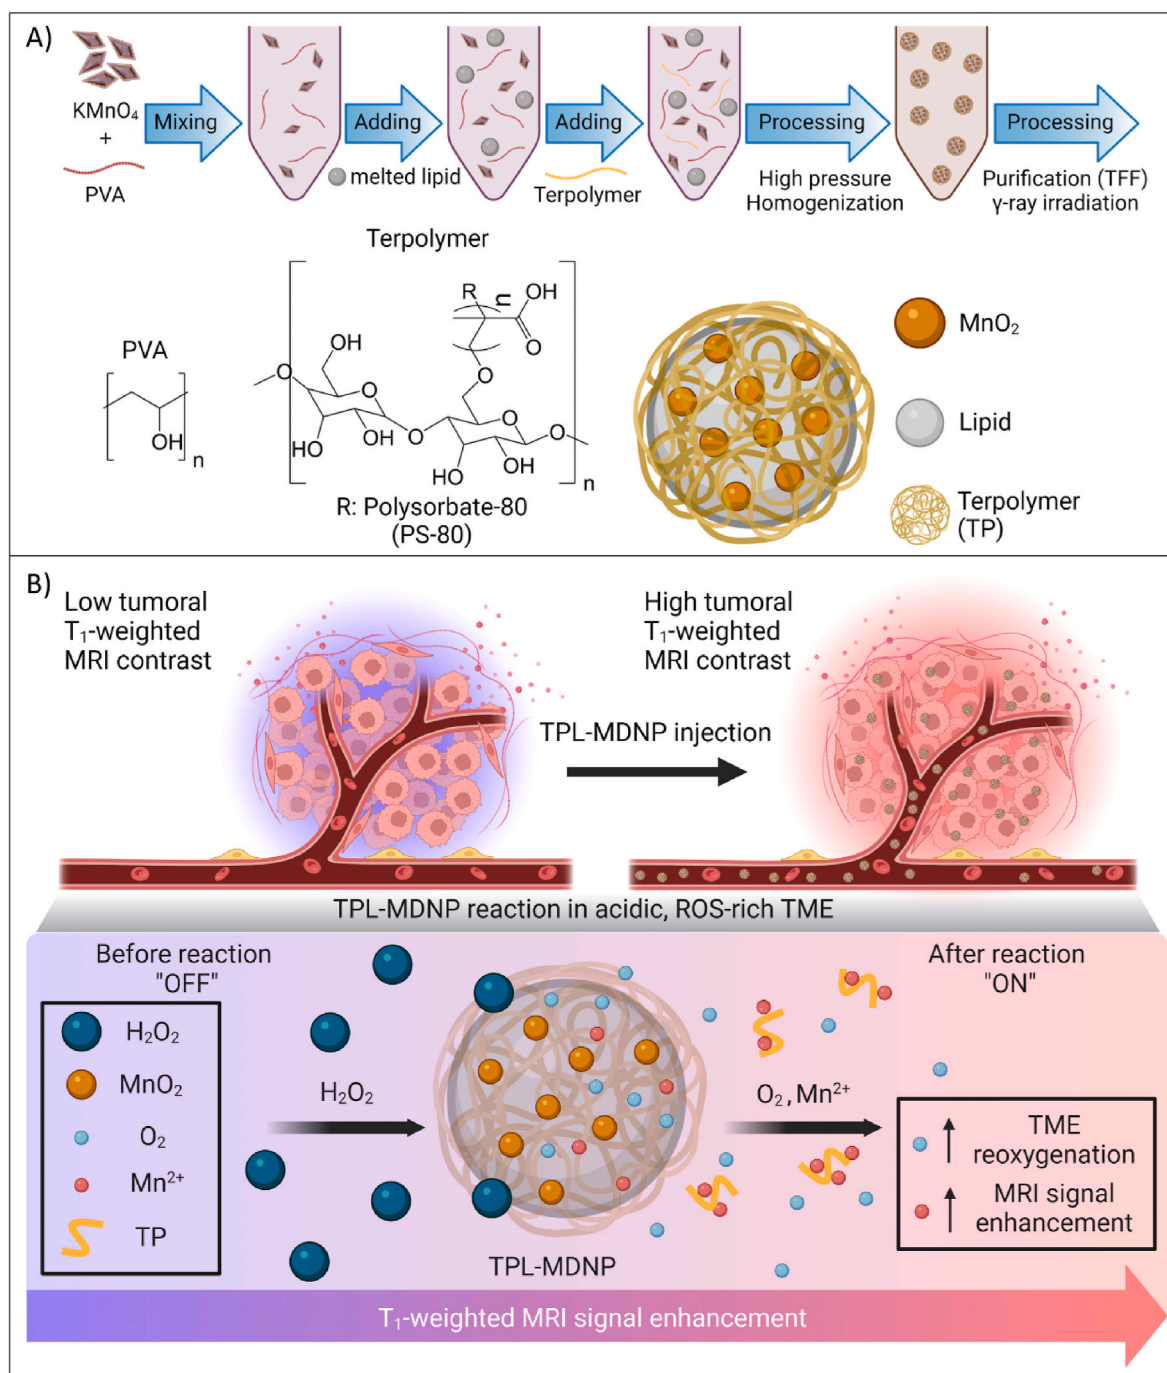 A)
KMnO₄
+
PVA
Mixing
Adding
melted lipid
Adding
Terpolymer
Processing
High pressure
Homogenization
Processing
Purification (TFF)
γ-ray irradiation
PVA
OH
n
Terpolymer
R
n
OH
O
OH
O
O
O
O
HO
OH
O
O
HO
OH
O
n
R: Polysorbate-80
(PS-80)
MnO₂
Lipid
Terpolymer
(TP)
B)
Low tumoral
T₁-weighted
MRI contrast
TPL-MDNP injection
High tumoral
T₁-weighted
MRI contrast
TPL-MDNP reaction in acidic, ROS-rich TME
Before reaction
"OFF"
H₂O₂
MnO₂
O₂
Mn²⁺
TP
H₂O₂
TPL-MDNP
O₂, Mn²⁺
After reaction
"ON"
TME
reoxygenation
MRI signal
enhancement
T₁-weighted MRI signal enhancement